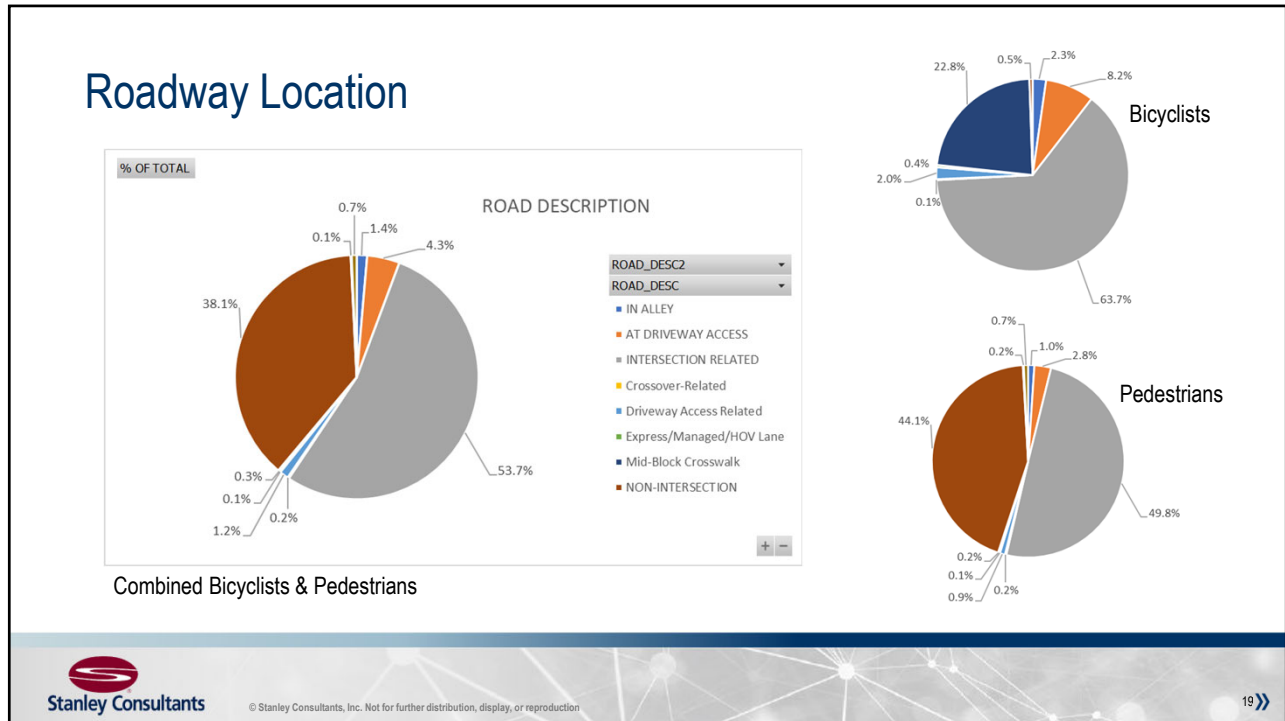 Roadway Location
% OF TOTAL
ROAD DESCRIPTION
0.7%
0.1%
1.4%
4.3%
38.1%
53.7%
0.3%
0.1%
1.2%
0.2%
ROAD_DESC2
ROAD_DESC
IN ALLEY
AT DRIVEWAY ACCESS
INTERSECTION RELATED
Crossover-Related
Driveway Access Related
Express/Managed/HOV Lane
Mid-Block Crosswalk
NON-INTERSECTION
+ −
Combined Bicyclists & Pedestrians
0.5%
2.3%
22.8%
8.2%
Bicyclists
0.4%
2.0%
0.1%
63.7%
0.7%
0.2%
1.0%
2.8%
Pedestrians
44.1%
49.8%
0.2%
0.1%
0.9%
0.2%
Stanley Consultants
© Stanley Consultants, Inc. Not for further distribution, display, or reproduction
19